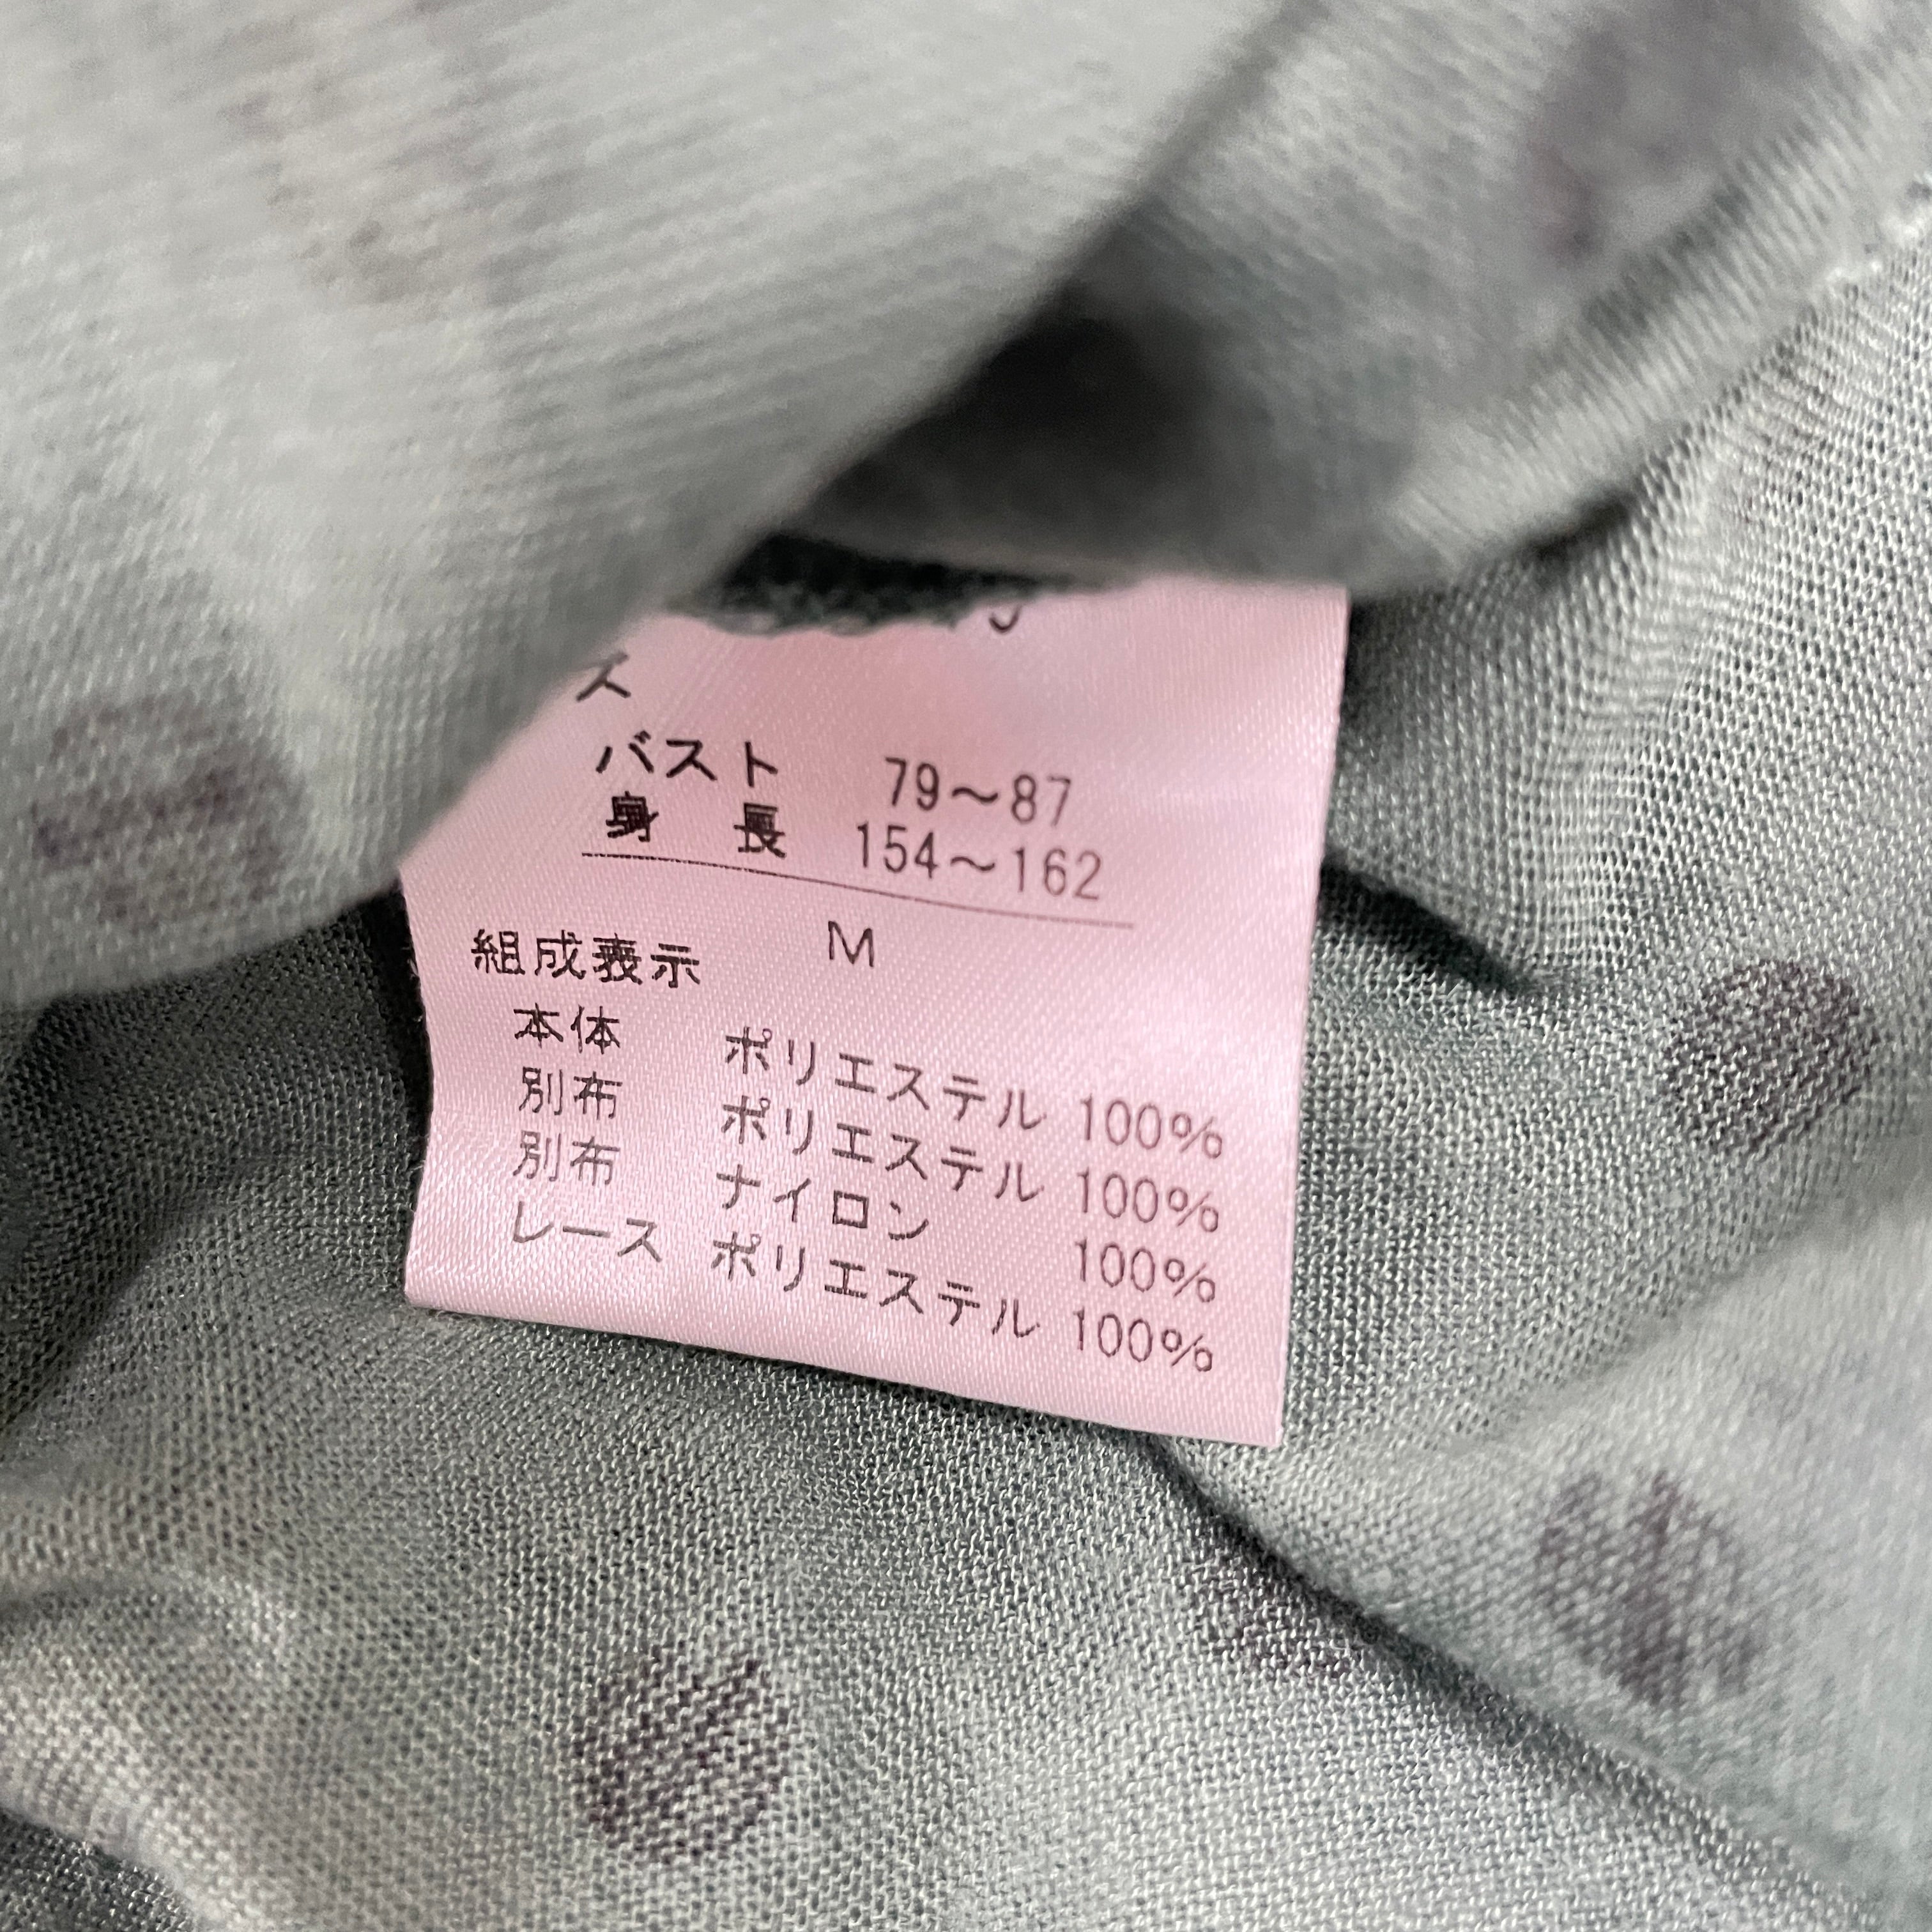 ス
バスト 79～87
身長 154～162
M
組成表示
本体 ポリエステル 100%
別布 ポリエステル 100%
別布 ナイロン 100%
レース ポリエステル 100%